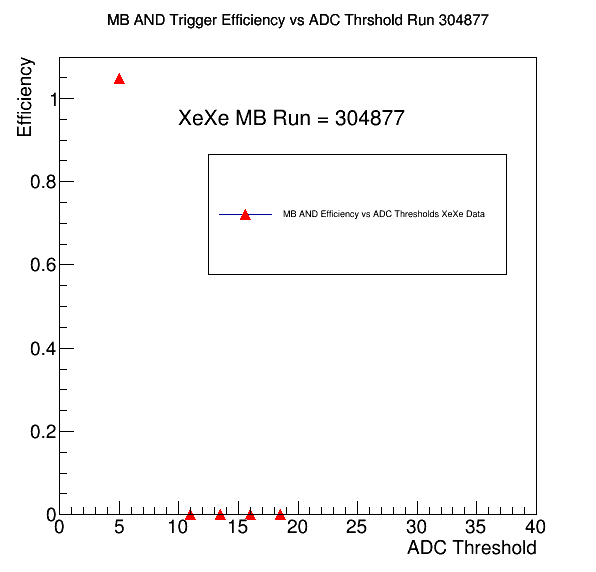 MB AND Trigger Efficiency vs ADC Thrshold Run 304877
Efficiency
1
0.8
0.6
0.4
0.2
0
XeXe MB Run = 304877
MB AND Efficiency vs ADC Thresholds XeXe Data
0 5 10 15 20 25 30 35 40
ADC Threshold